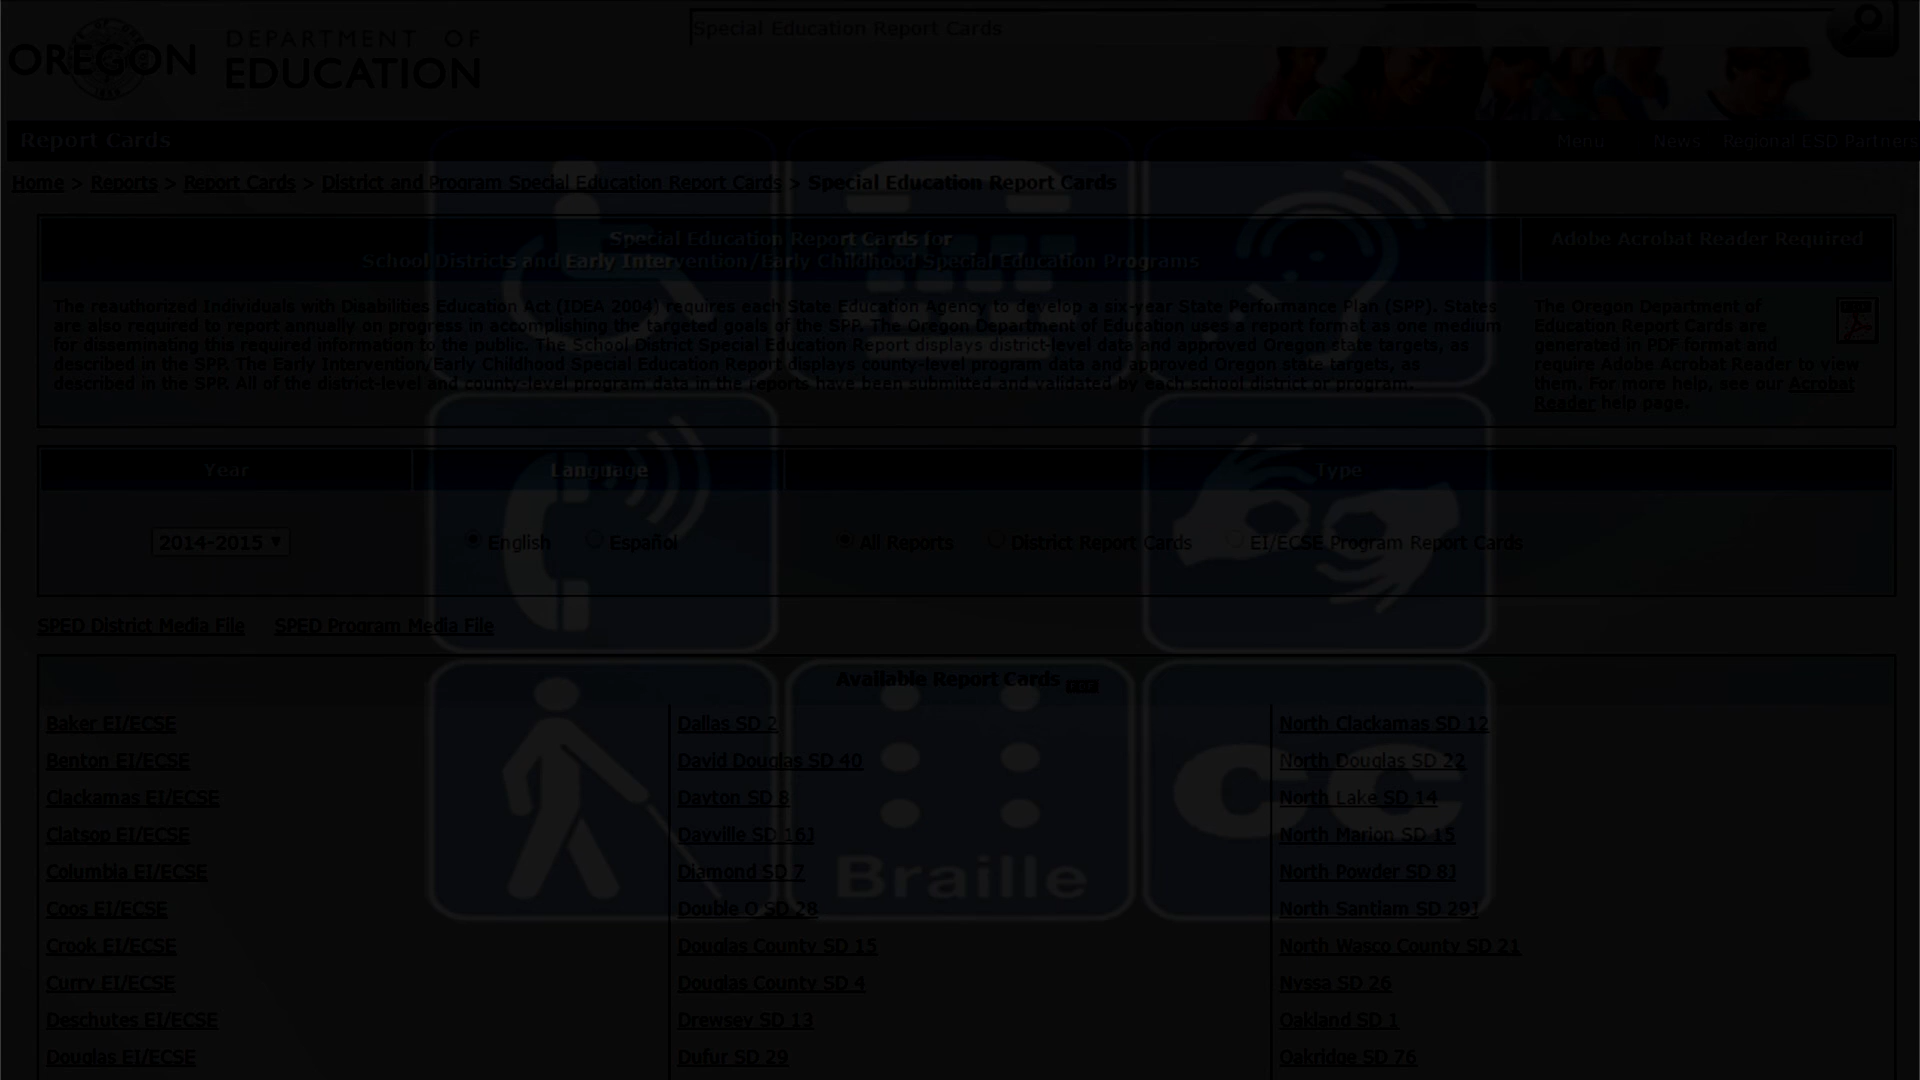 OREGON
DEPARTMENT OF
EDUCATION
Special Education Report Cards
Report Cards
Menu News Regional ESD Partners
Home > Reports > Report Cards > District and Program Special Education Report Cards > Special Education Report Cards
Special Education Report Cards for
School Districts and Early Intervention/Early Childhood Special Education Programs
The reauthorized Individuals with Disabilities Education Act (IDEA 2004) requires each State Education Agency to develop a six-year State Performance Plan (SPP). States
are also required to report annually on progress in accomplishing the targeted goals of the SPP. The Oregon Department of Education uses a report format as one medium
for disseminating this required information to the public. The School District Special Education Report displays district-level data and approved Oregon state targets, as
described in the SPP. The Early Intervention/Early Childhood Special Education Report displays county-level program data and approved Oregon state targets, as
described in the SPP. All of the district-level and county-level program data in the reports have been submitted and validated by each school district or program.
Adobe Acrobat Reader Required
The Oregon Department of
Education Report Cards are
generated in PDF format and
require Adobe Acrobat Reader to view
them. For more help, see our Acrobat
Reader help page.
Year
Language
Type
2014-2015
English Español
All Reports District Report Cards EI/ECSE Program Report Cards
SPED District Media File SPED Program Media File
Available Report Cards
Baker EI/ECSE
Benton EI/ECSE
Clackamas EI/ECSE
Clatsop EI/ECSE
Columbia EI/ECSE
Coos EI/ECSE
Crook EI/ECSE
Curry EI/ECSE
Deschutes EI/ECSE
Douglas EI/ECSE
Dallas SD 2
David Douglas SD 40
Dayton SD 8
Dayville SD 16J
Diamond SD 7
Double O SD 28
Douglas County SD 15
Douglas County SD 4
Drewsey SD 13
Dufur SD 29
North Clackamas SD 12
North Douglas SD 22
North Lake SD 14
North Marion SD 15
North Powder SD 8J
North Santiam SD 29J
North Wasco County SD 21
Nyssa SD 26
Oakland SD 1
Oakridge SD 76
Braille
CC